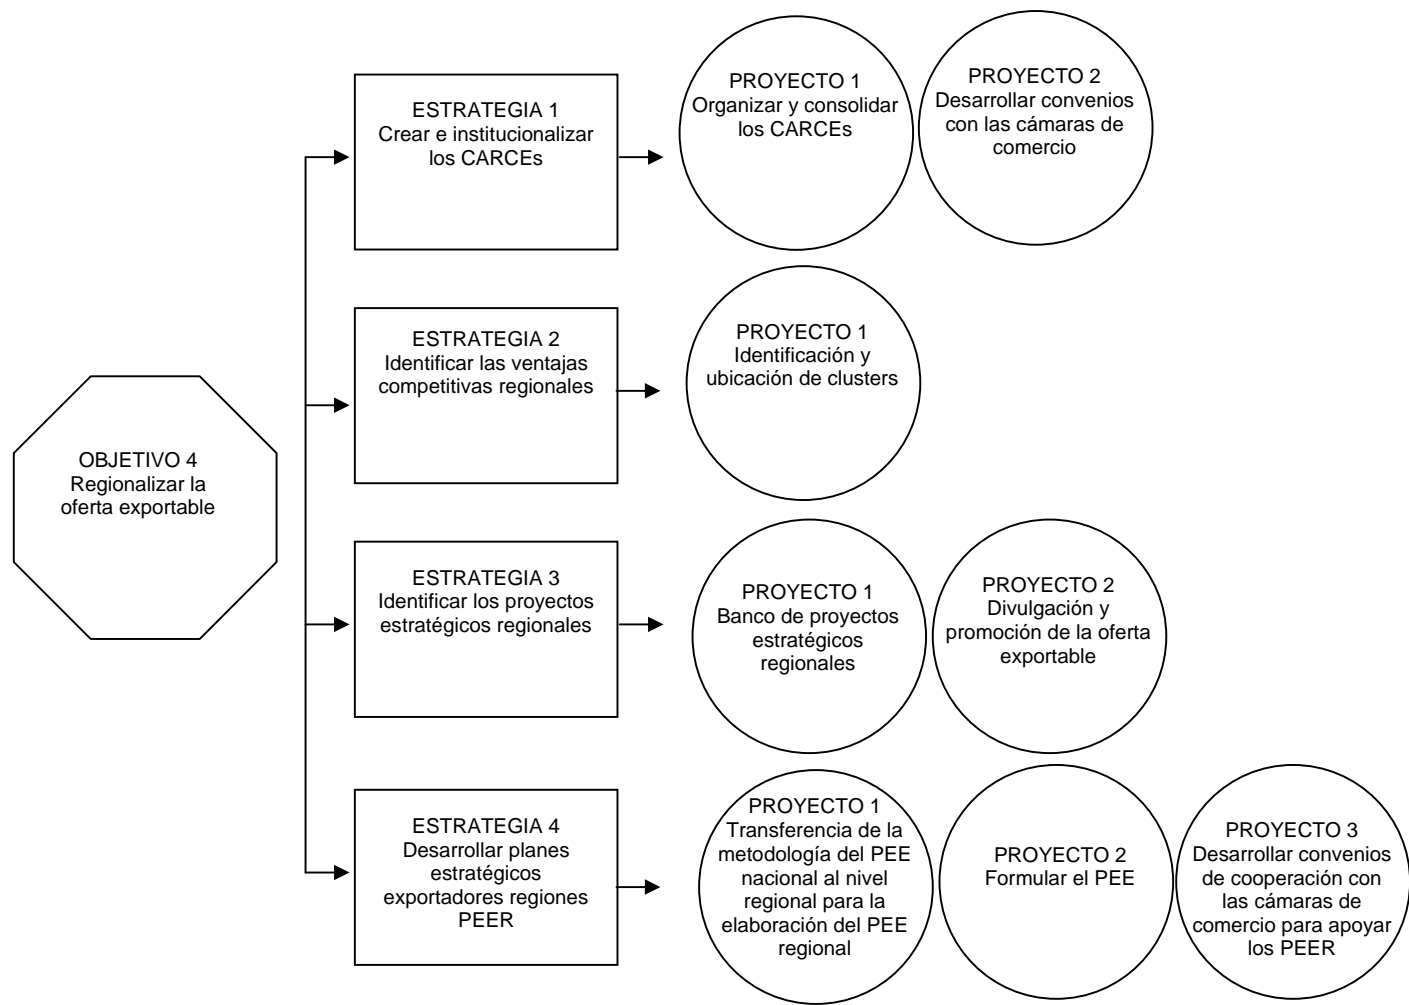 OBJETIVO 4
Regionalizar la
oferta exportable
ESTRATEGIA 1
Crear e institucionalizar
los CARCEs
PROYECTO 1
Organizar y consolidar
los CARCEs
PROYECTO 2
Desarrollar convenios
con las cámaras de
comercio
ESTRATEGIA 2
Identificar las ventajas
competitivas regionales
PROYECTO 1
Identificación y
ubicación de clusters
ESTRATEGIA 3
Identificar los proyectos
estratégicos regionales
PROYECTO 1
Banco de proyectos
estratégicos
regionales
PROYECTO 2
Divulgación y
promoción de la oferta
exportable
ESTRATEGIA 4
Desarrollar planes
estratégicos
exportadores regiones
PEER
PROYECTO 1
Transferencia de la
metodología del PEE
nacional al nivel
regional para la
elaboración del PEE
regional
PROYECTO 2
Formular el PEE
PROYECTO 3
Desarrollar convenios
de cooperación con
las cámaras de
comercio para apoyar
los PEER